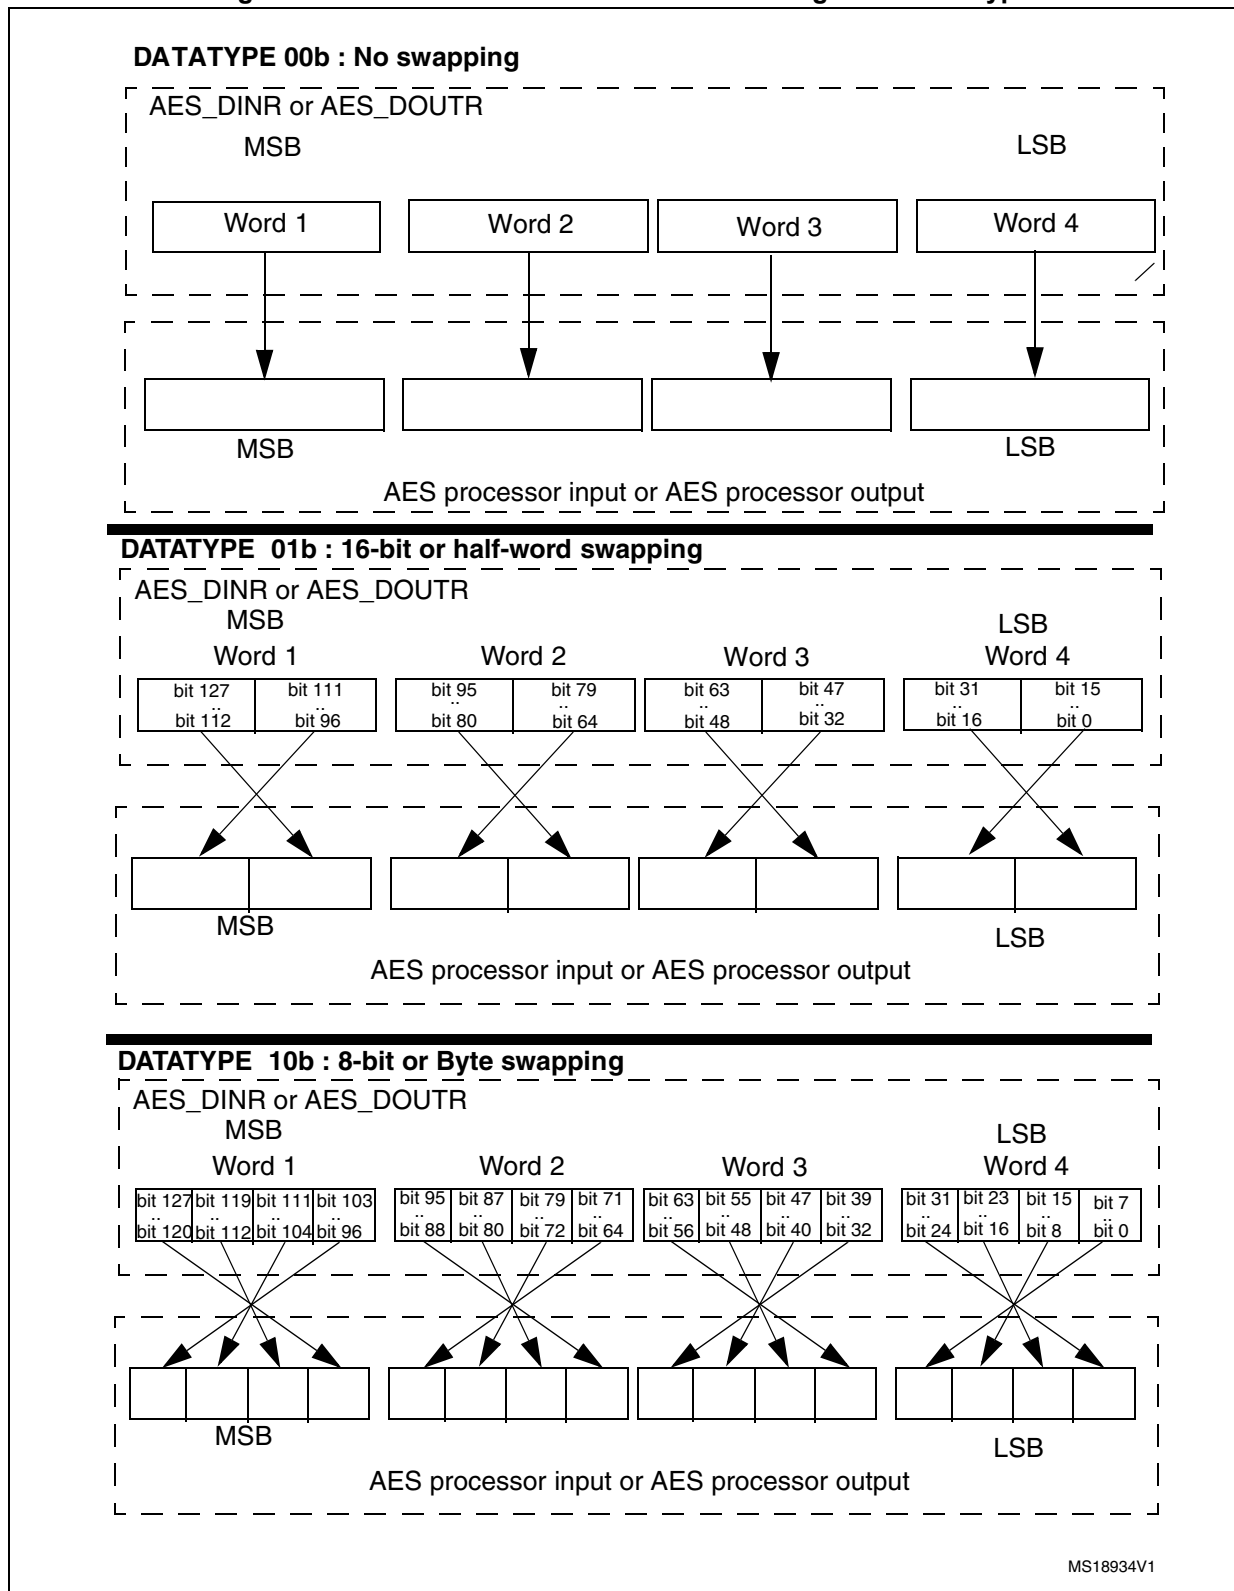 DATATYPE 00b : No swapping
AES_DINR or AES_DOUTR
MSB LSB
Word 1 Word 2 Word 3 Word 4
MSB LSB
AES processor input or AES processor output
DATATYPE 01b : 16-bit or half-word swapping
AES_DINR or AES_DOUTR
MSB LSB
Word 1 Word 2 Word 3 Word 4
bit 127 bit 111 bit 95 bit 79 bit 63 bit 47 bit 31 bit 15
.. .. .. .. .. .. .. ..
bit 112 bit 96 bit 80 bit 64 bit 48 bit 32 bit 16 bit 0
MSB LSB
AES processor input or AES processor output
DATATYPE 10b : 8-bit or Byte swapping
AES_DINR or AES_DOUTR
MSB LSB
Word 1 Word 2 Word 3 Word 4
bit 127 bit 119 bit 111 bit 103 bit 95 bit 87 bit 79 bit 71 bit 63 bit 55 bit 47 bit 39 bit 31 bit 23 bit 15 bit 7
.. .. .. .. .. .. .. .. .. .. .. .. .. .. .. ..
bit 120 bit 112 bit 104 bit 96 bit 88 bit 80 bit 72 bit 64 bit 56 bit 48 bit 40 bit 32 bit 24 bit 16 bit 8 bit 0
MSB LSB
AES processor input or AES processor output
MS18934V1